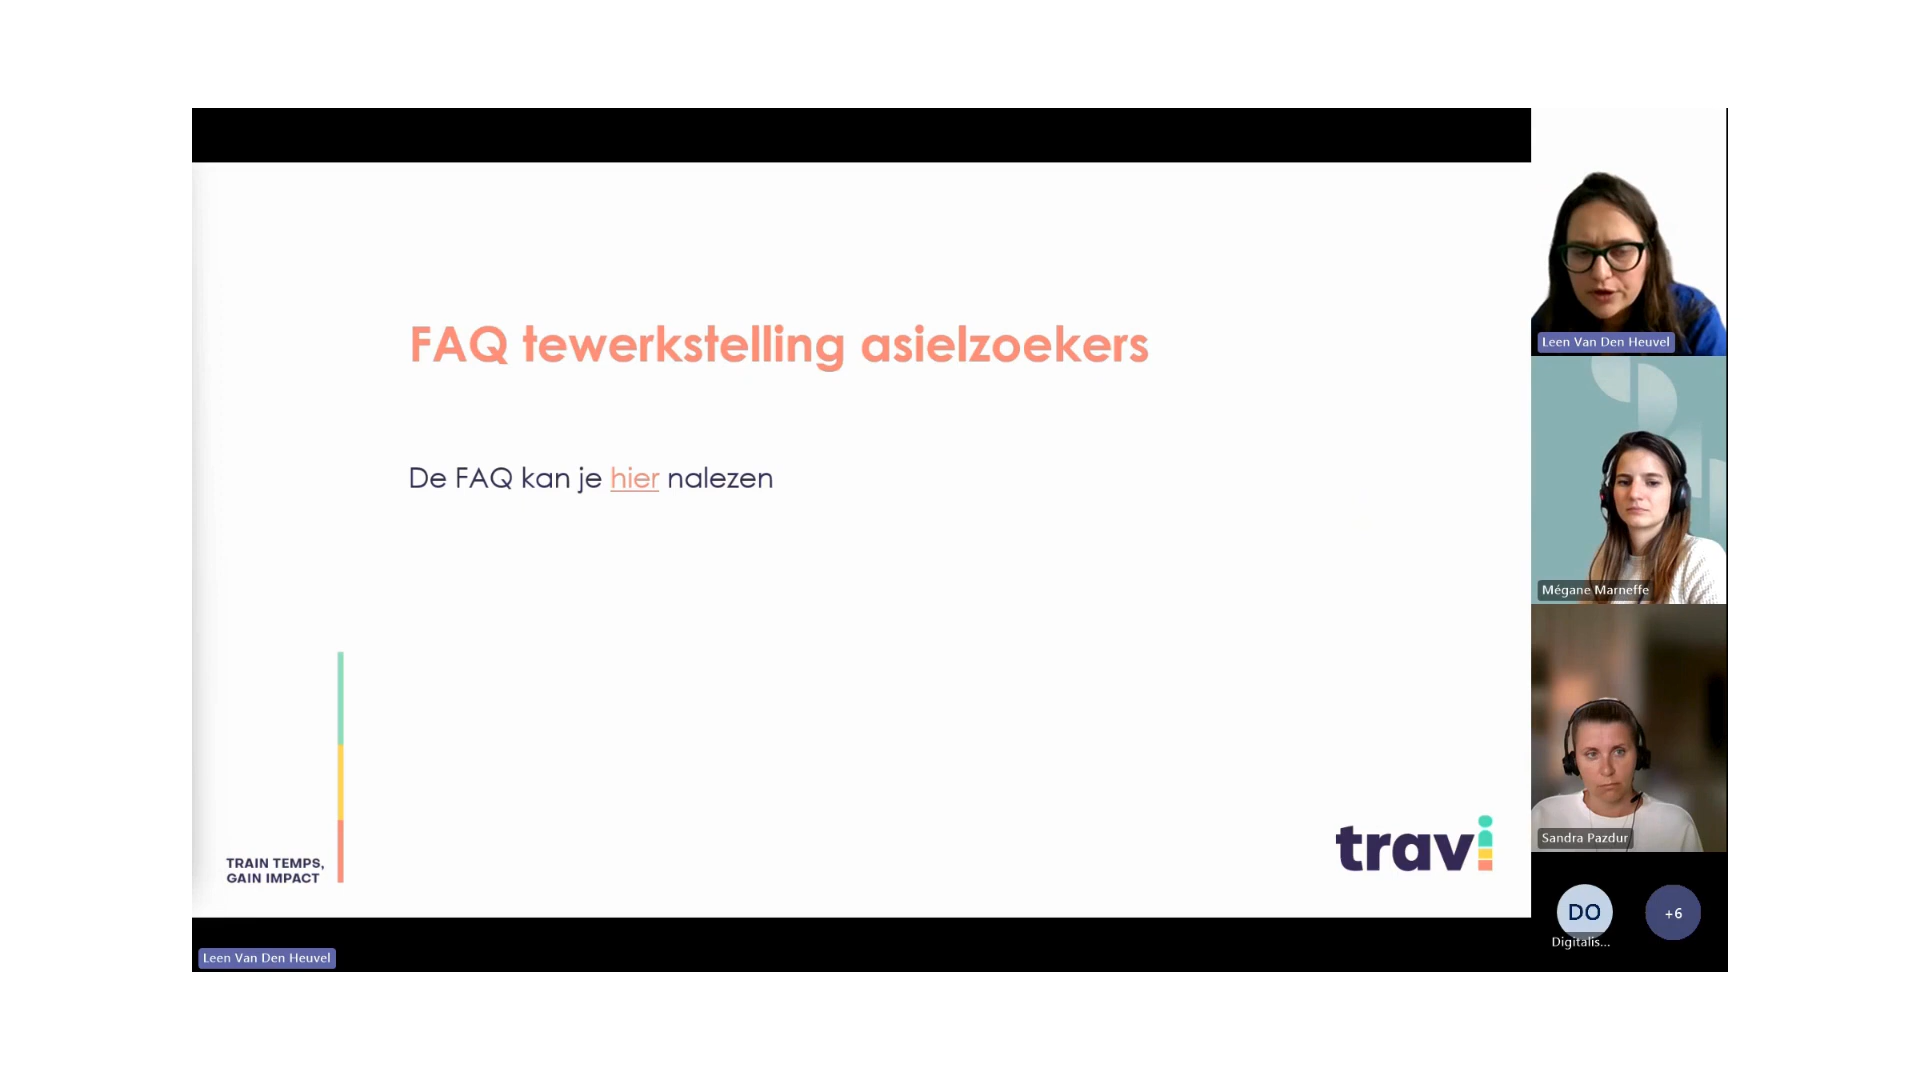 FAQ tewerkstelling asielzoekers
De FAQ kan je hier nalezen
TRAIN TEMPS,
GAIN IMPACT
travi
Leen Van Den Heuvel
Leen Van Den Heuvel
Mégane Marneffe
Sandra Pazdur
DO
Digitalis...
+6